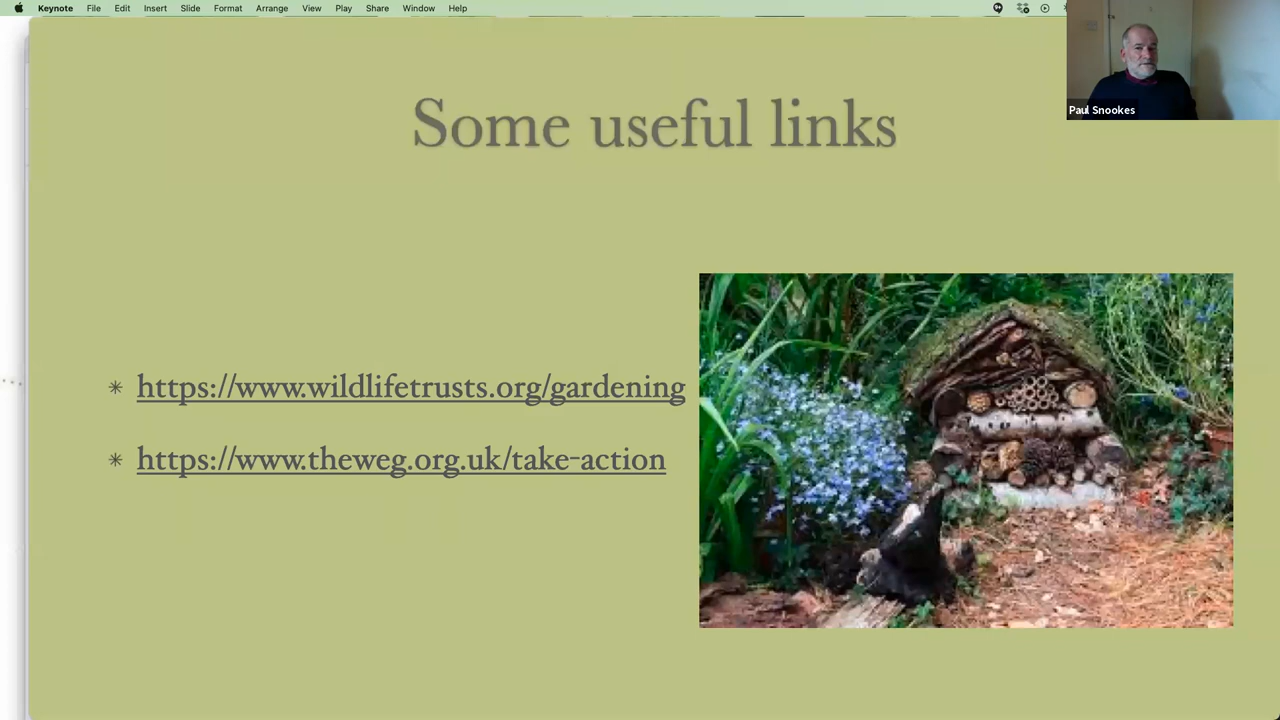 Keynote File Edit Insert Slide Format Arrange View Play Share Window Help
Paul Snookes
Some useful links
https://www.wildlifetrusts.org/gardening
https://www.theweg.org.uk/take-action